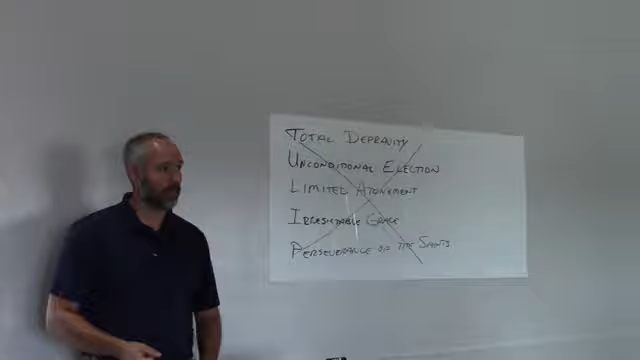 Total Depravity
Unconditional Election
Limited Atonement
Irresistable Grace
Perseverance of the Saints